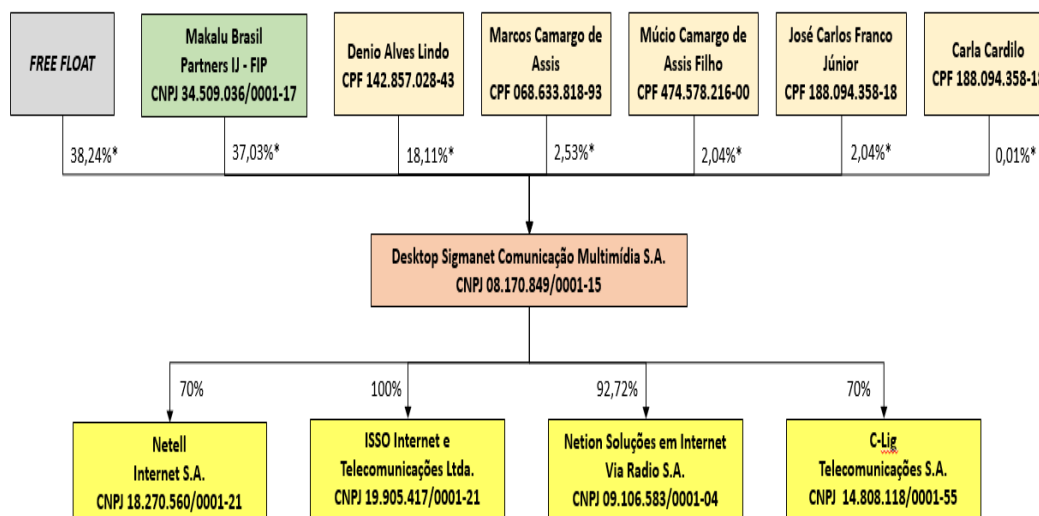 FREE FLOAT
Makalu Brasil
Partners IJ - FIP
CNPJ 34.509.036/0001-17
Denio Alves Lindo
CPF 142.857.028-43
Marcos Camargo de
Assis
CPF 068.633.818-93
Múcio Camargo de
Assis Filho
CPF 474.578.216-00
José Carlos Franco
Júnior
CPF 188.094.358-18
Carla Cardilo
CPF 188.094.358-18
38,24%*
37,03%*
18,11%*
2,53%*
2,04%*
2,04%*
0,01%*
Desktop Sigmanet Comunicação Multimídia S.A.
CNPJ 08.170.849/0001-15
70%
100%
92,72%
70%
Netell
Internet S.A.
CNPJ 18.270.560/0001-21
ISSO Internet e
Telecomunicações Ltda.
CNPJ 19.905.417/0001-21
Netion Soluções em Internet
Via Radio S.A.
CNPJ 09.106.583/0001-04
C-Lig
Telecomunicações S.A.
CNPJ 14.808.118/0001-55